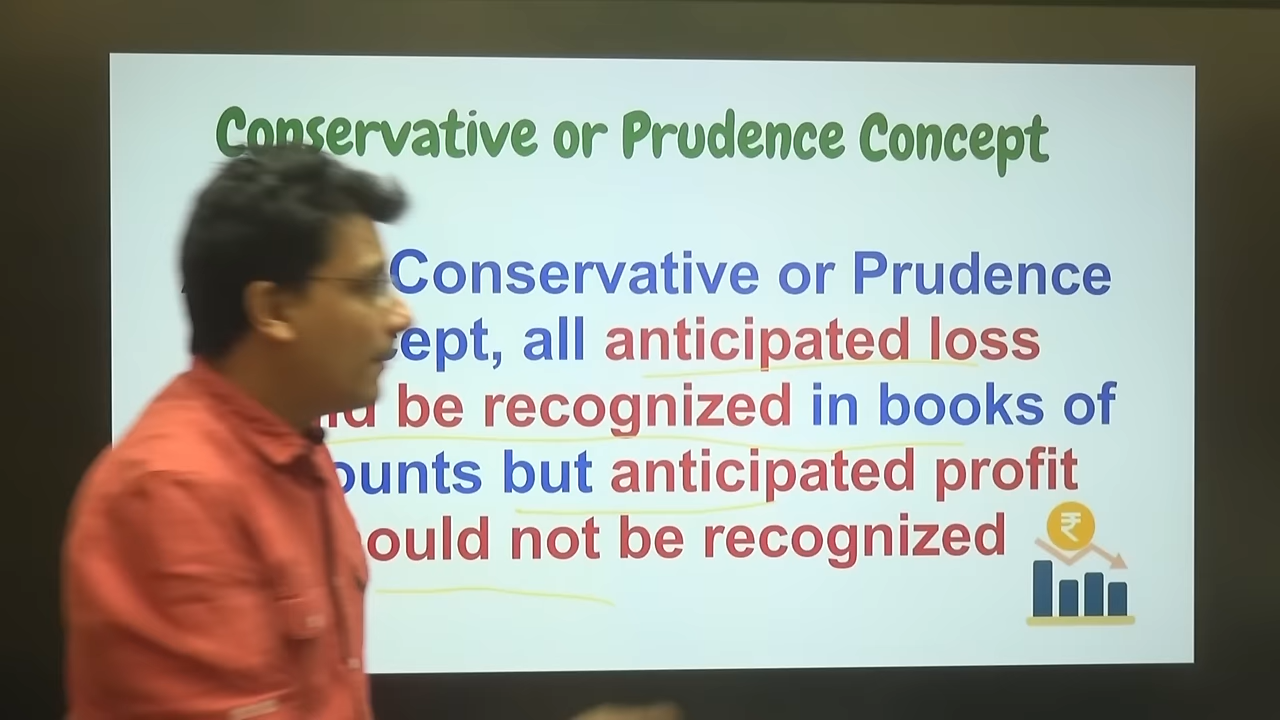 Conservative or Prudence Concept
Conservative or Prudence
cept, all anticipated loss
be recognized in books of
ounts but anticipated profit
ould not be recognized
₹